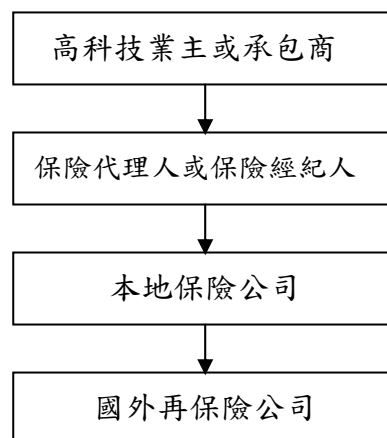 高科技業主或承包商
保險代理人或保險經紀人
本地保險公司
國外再保險公司